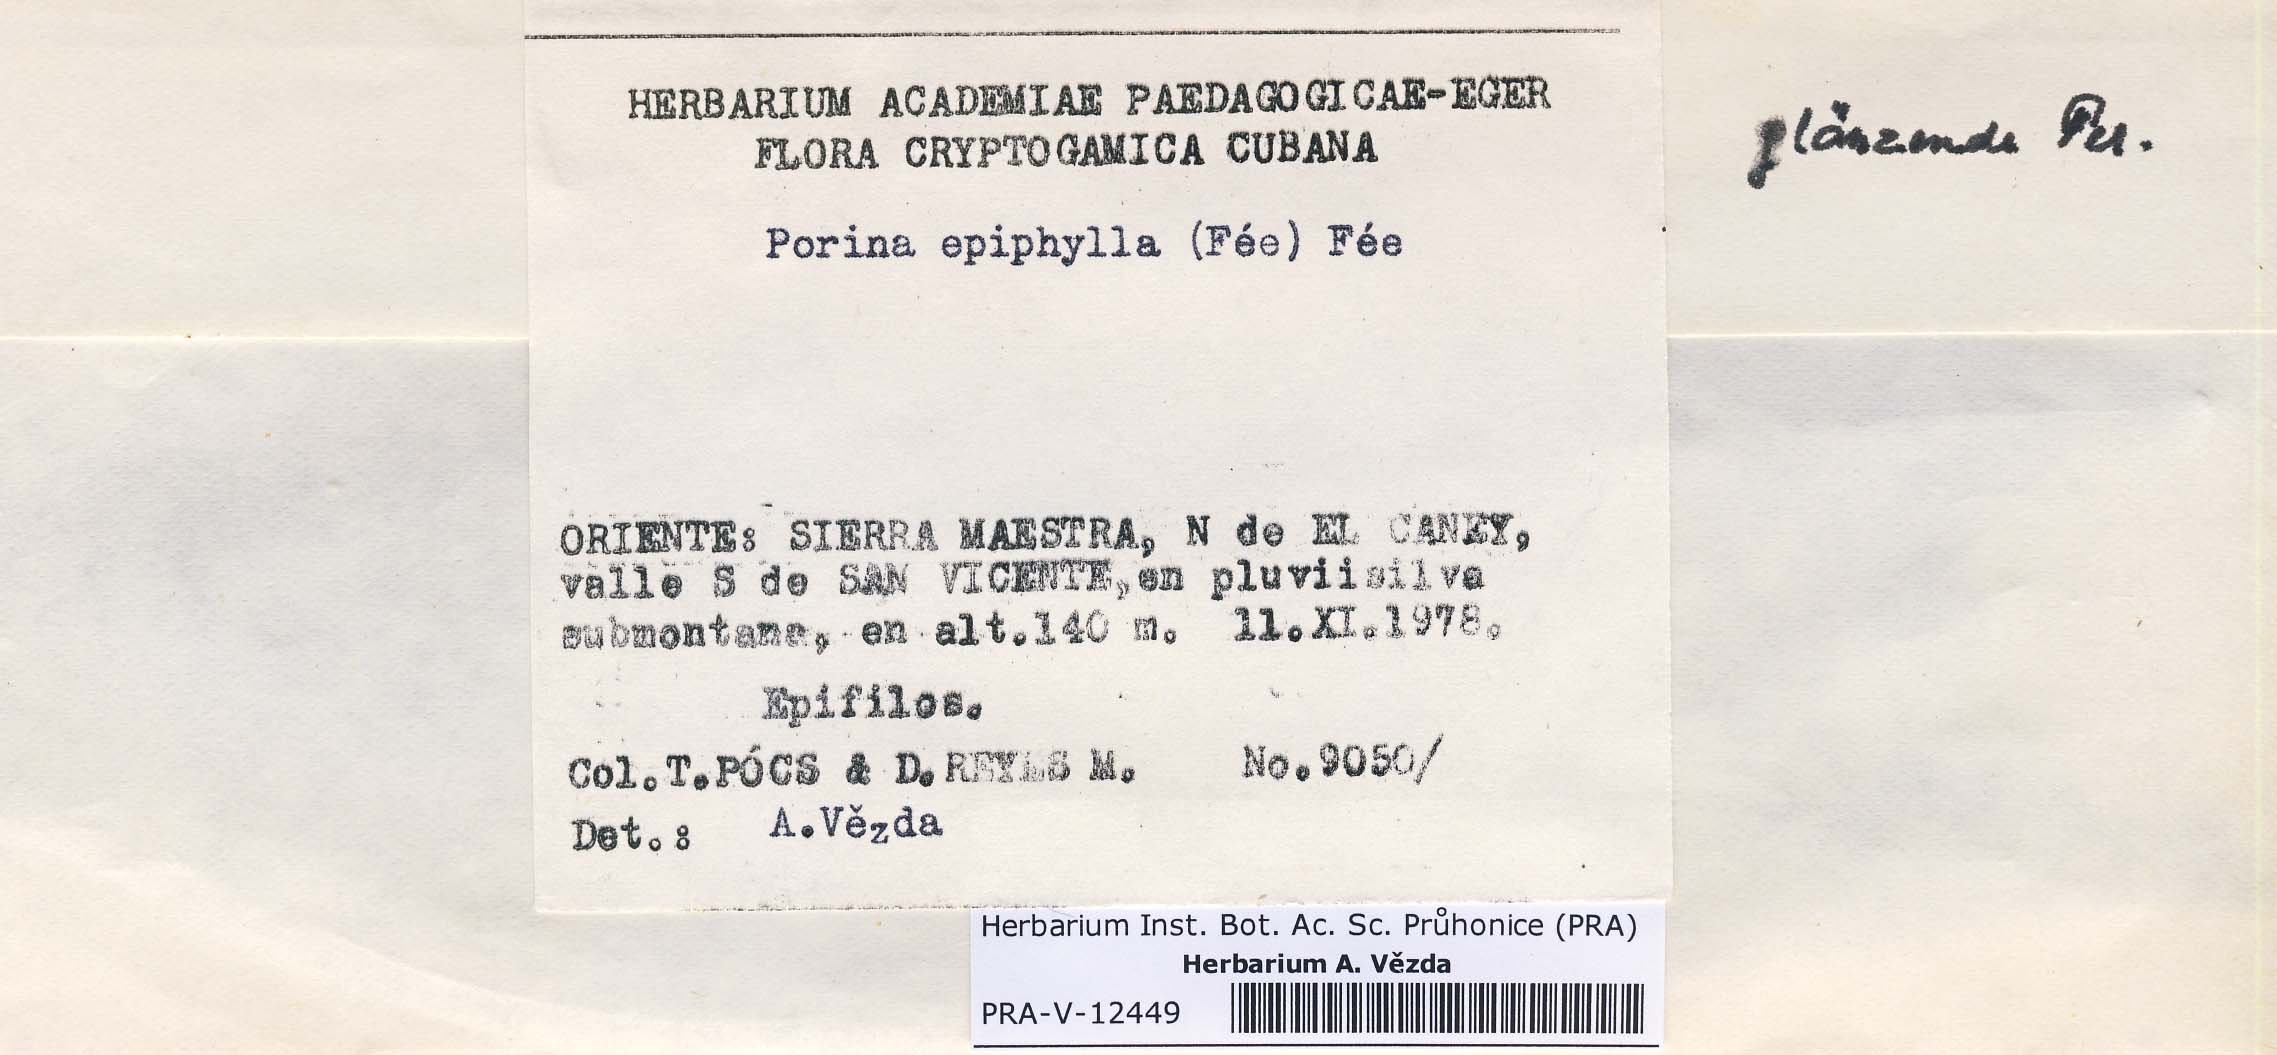 HERBARIUM ACADEMIAE PAEDAGOGICAE-EGER
FLORA CRYPTOGAMICA CUBANA
glänzende Per.
Porina epiphylla (Fée) Fée
ORIENTE: SIERRA MAESTRA, N de EL CANEY,
valle S de SAN VICENTE, en pluviisilva
submontana, en alt.140 m. 11.XI.1978.
Epifilos.
Col.T.PÓCS & D.REYES M. No.9050/
Det.: A.Vězda
Herbarium Inst. Bot. Ac. Sc. Průhonice (PRA)
Herbarium A. Vězda
PRA-V-12449